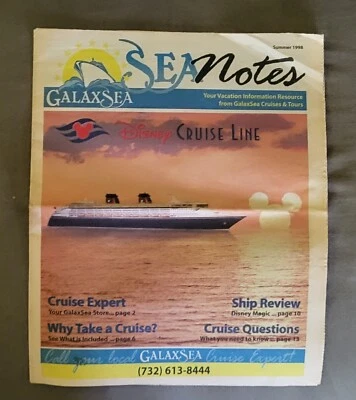 Summer 1998
SEA Notes
GALAXSEA
Your Vacation Information Resource
from GalaxSea Cruises & Tours
Disney CRUISE LINE
Cruise Expert
Your GalaxSea Store... page 2
Ship Review
Disney Magic ... page 10
Why Take a Cruise?
See What is Included ... page 6
Cruise Questions
What you need to know ... page 13
Call your local GALAXSEA Cruise Expert!
(732) 613-8444